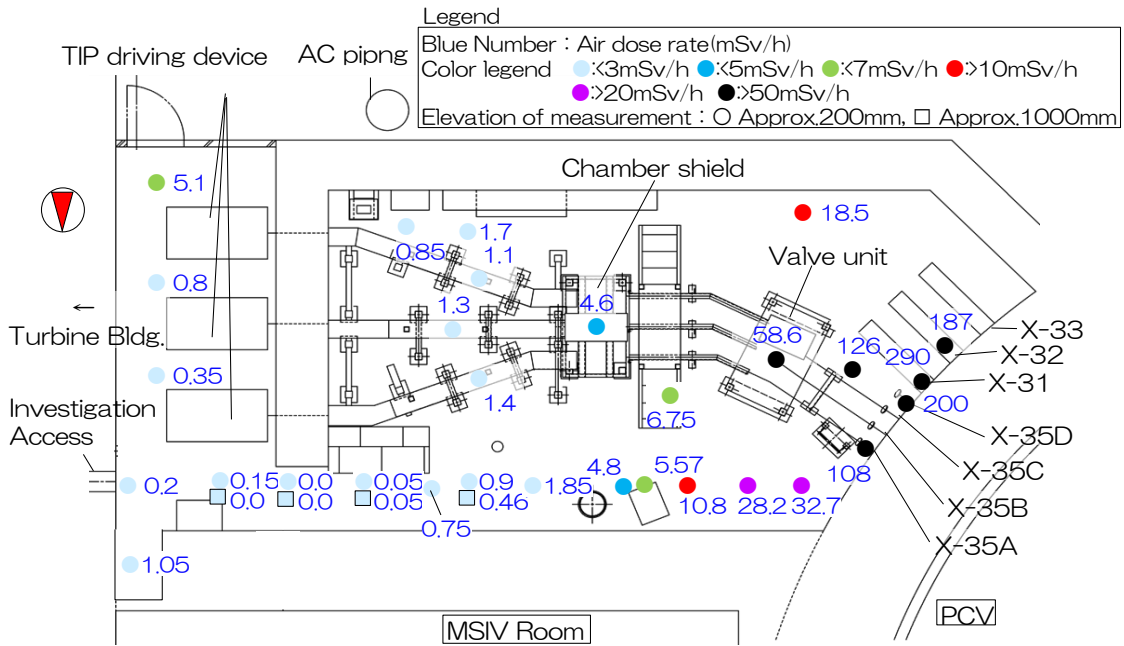 Legend
Blue Number : Air dose rate(mSv/h)
Color legend :<3mSv/h :<5mSv/h :<7mSv/h :>10mSv/h
:>20mSv/h :>50mSv/h
Elevation of measurement : ○ Approx.200mm, □ Approx.1000mm
TIP driving device
AC pipng
Chamber shield
5.1
18.5
1.7
0.85
1.1
Valve unit
0.8
1.3
4.6
187
X-33
← 
Turbine Bldg.
58.6
126
290
X-32
0.35
X-31
Investigation
Access
1.4
6.75
200
X-35D
108
X-35C
0.2
0.15
0.0
0.05
0.9
1.85
4.8
5.57
0.0
0.0
0.05
0.46
0.75
10.8
28.2
32.7
X-35B
X-35A
1.05
MSIV Room
PCV